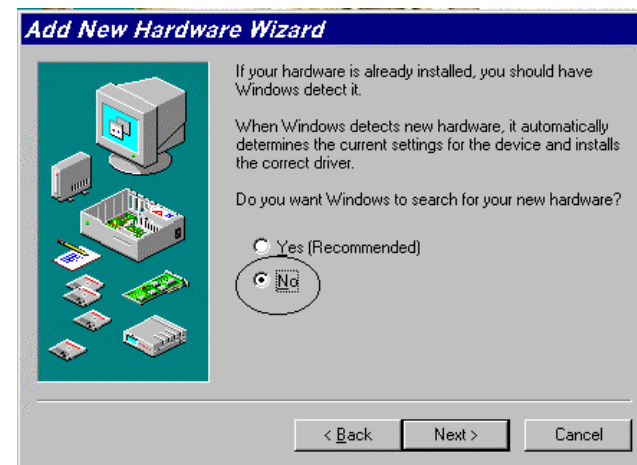 Add New Hardware Wizard
If your hardware is already installed, you should have
Windows detect it.
When Windows detects new hardware, it automatically
determines the current settings for the device and installs
the correct driver.
Do you want Windows to search for your new hardware?
Yes (Recommended)
No
< Back
Next >
Cancel